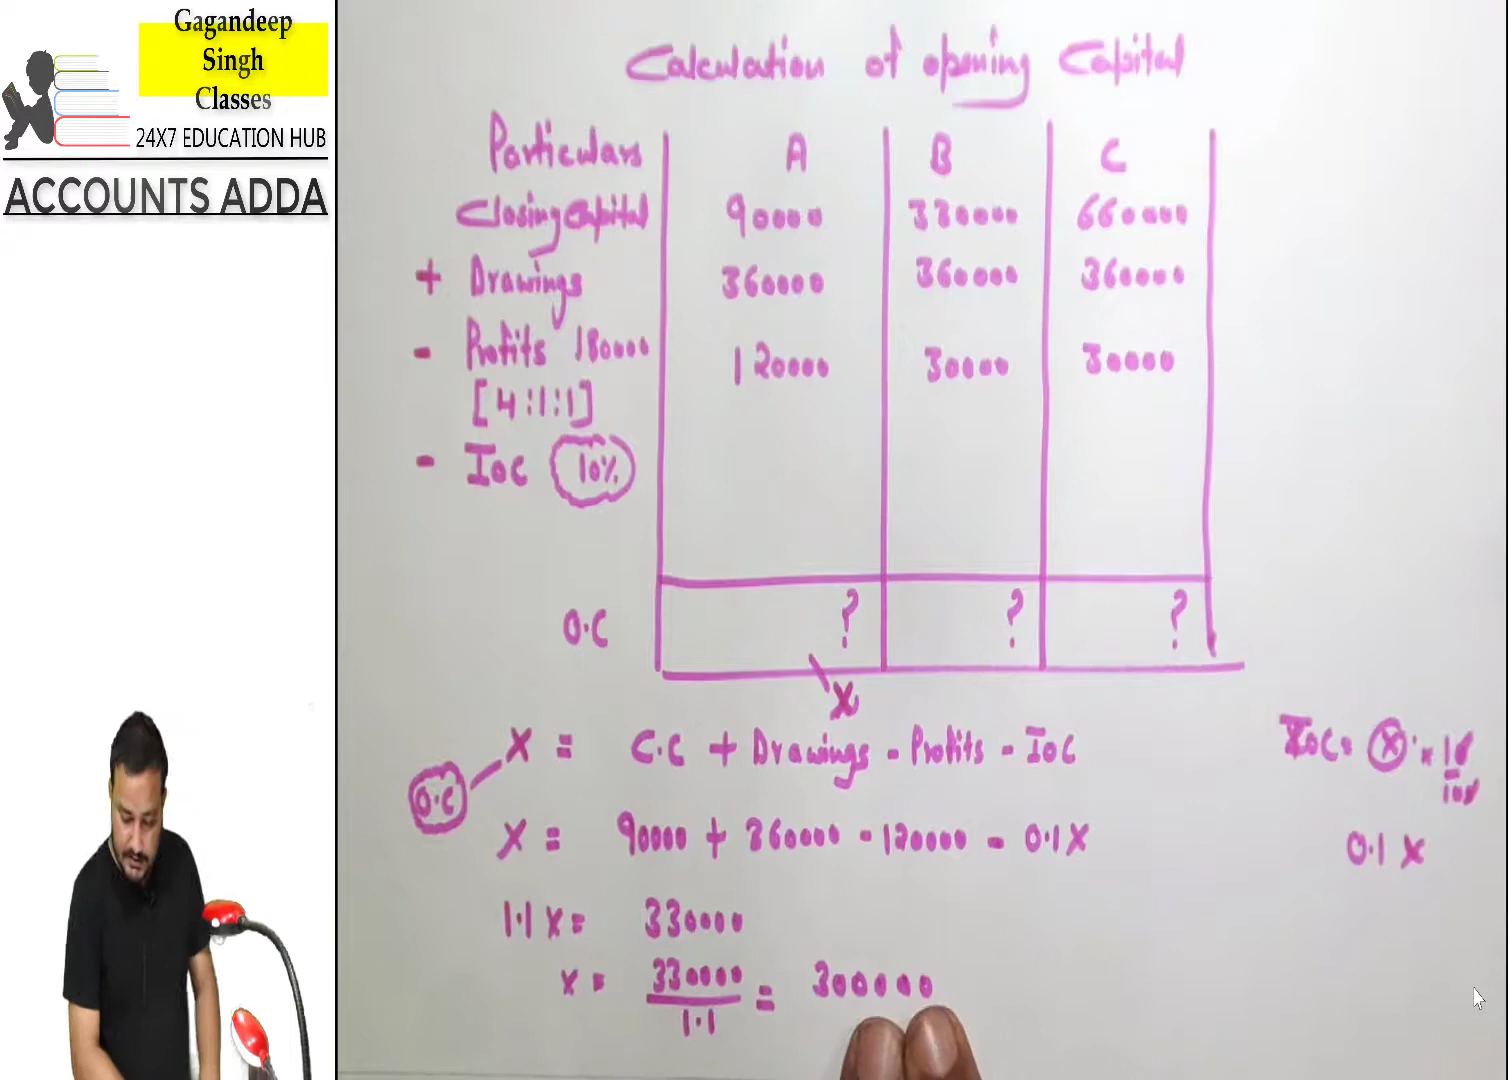 Gagandeep
Singh
Classes
24X7 EDUCATION HUB
ACCOUNTS ADDA
Calculation of opening Capital
Particulars A B C
Closing Capital 90000 330000 660000
+ Drawings 360000 360000 360000
- Profits 180000 120000 30000 30000
[4:1:1]
- IOC 10%
O.C ? ? ?
X
X = C.C + Drawings - Profits - IOC
O.C
IOC = X × 10/100
X = 90000 + 360000 - 120000 - 0.1X
0.1 X
1.1 X = 330000
X = 330000/1.1 = 300000